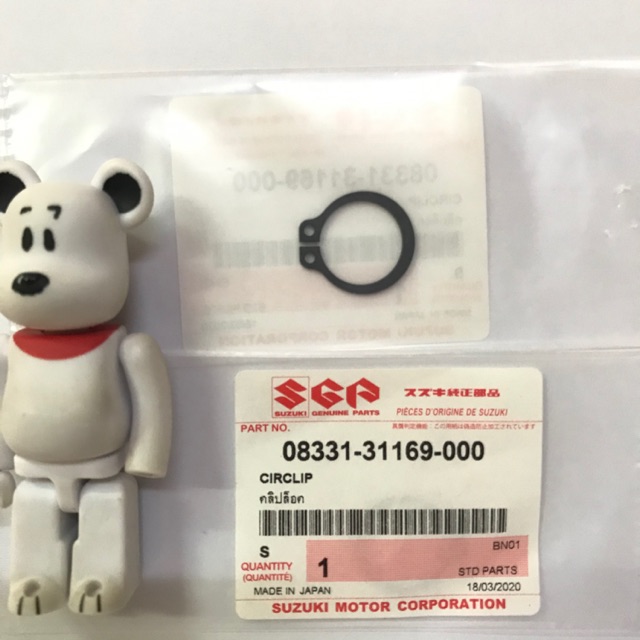 SGP
SUZUKI GENUINE PARTS
スズキ純正部品
PIÈCES D'ORIGINE DE SUZUKI
PART NO.
08331-31169-000
CIRCLIP
คลิปล็อค
S
BN01
QUANTITY
(QUANTITÉ)
1
STD PARTS
MADE IN JAPAN
18/03/2020
SUZUKI MOTOR CORPORATION